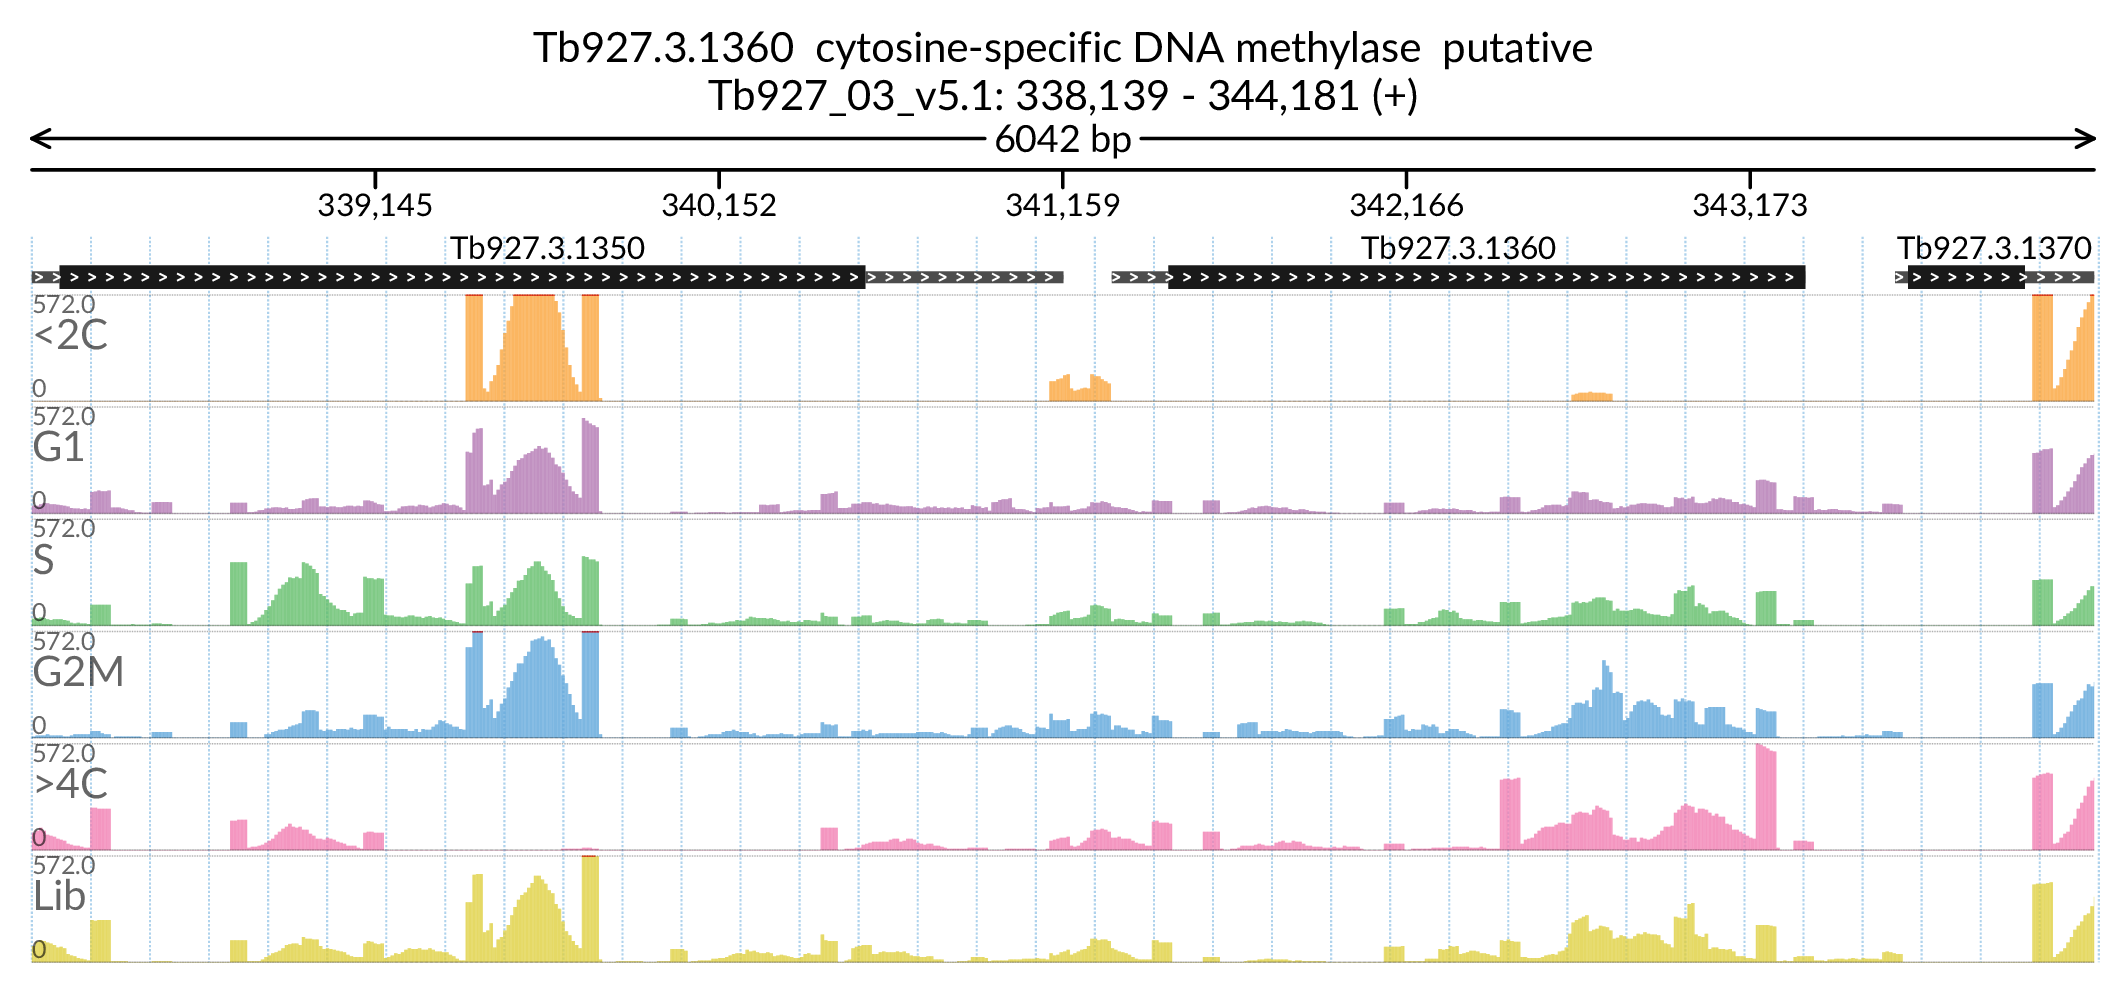 Tb927.3.1360 cytosine-specific DNA methylase putative
Tb927_03_v5.1: 338,139 - 344,181 (+)
6042 bp
339,145 340,152 341,159 342,166 343,173
Tb927.3.1350 Tb927.3.1360 Tb927.3.1370
572.0
<2C
0
572.0
G1
0
572.0
S
0
572.0
G2M
0
572.0
>4C
0
572.0
Lib
0